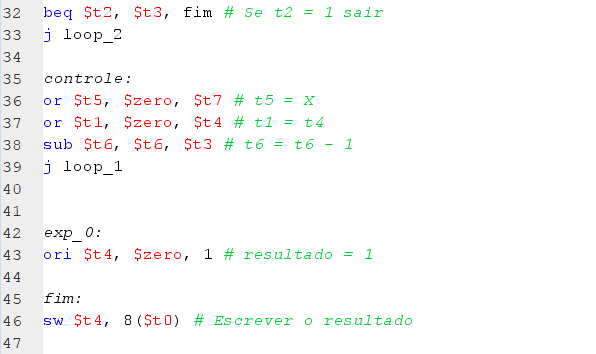 32 beq $t2, $t3, fim # Se t2 = 1 sair
33 j loop_2
34
35 controle:
36 or $t5, $zero, $t7 # t5 = X
37 or $t1, $zero, $t4 # t1 = t4
38 sub $t6, $t6, $t3 # t6 = t6 - 1
39 j loop_1
40
41
42 exp_0:
43 ori $t4, $zero, 1 # resultado = 1
44
45 fim:
46 sw $t4, 8($t0) # Escrever o resultado
47